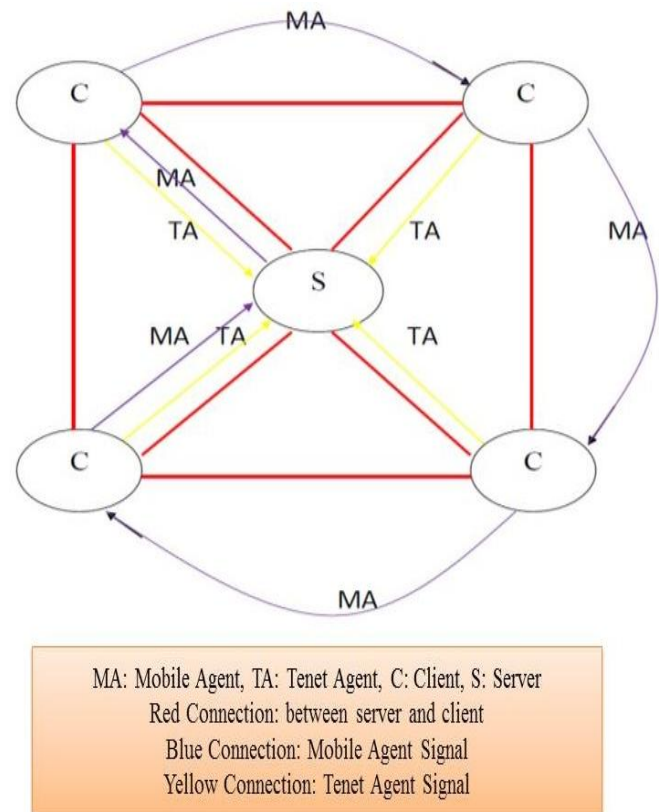 MA
C
C
MA
TA
TA
MA
S
MA
TA
TA
C
C
MA
MA: Mobile Agent, TA: Tenet Agent, C: Client, S: Server
Red Connection: between server and client
Blue Connection: Mobile Agent Signal
Yellow Connection: Tenet Agent Signal